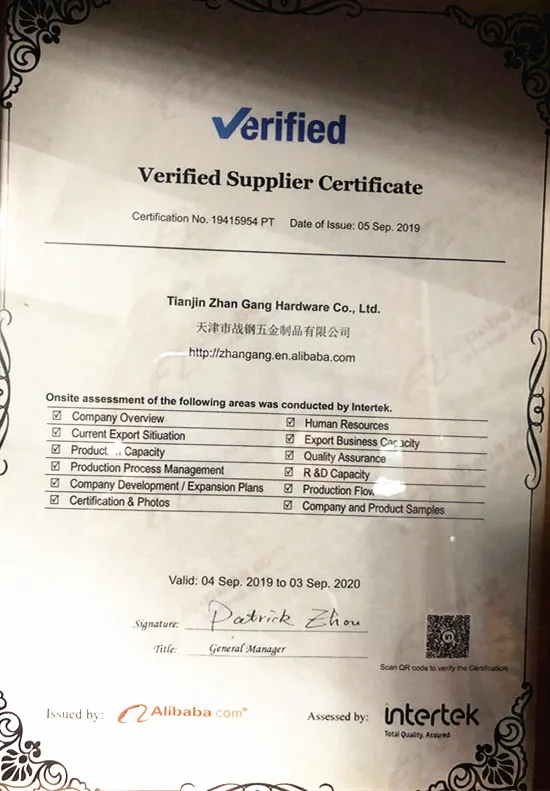 Verified
Verified Supplier Certificate
Certification No. 19415954 PT Date of Issue: 05 Sep. 2019
Tianjin Zhan Gang Hardware Co., Ltd.
天津市战钢五金制品有限公司
http://zhangang.en.alibaba.com
Onsite assessment of the following areas was conducted by Intertek.
☑ Company Overview ☑ Human Resources
☑ Current Export Sitiuation ☑ Export Business
☑ Capacity ☑ Quality Assurance
☑ Production Process Management ☑ R &D Capacity
☑ Company Development / Expansion Plans ☑ Production
☑ Certification & Photos ☑ Company and Product Samples
Valid: 04 Sep. 2019 to 03 Sep. 2020
Signature: Patrick Zhou
Title: General Manager
Scan QR code to verify the Certification
Issued by: Alibaba.com® Assessed by: intertek
Total Quality. Assured.